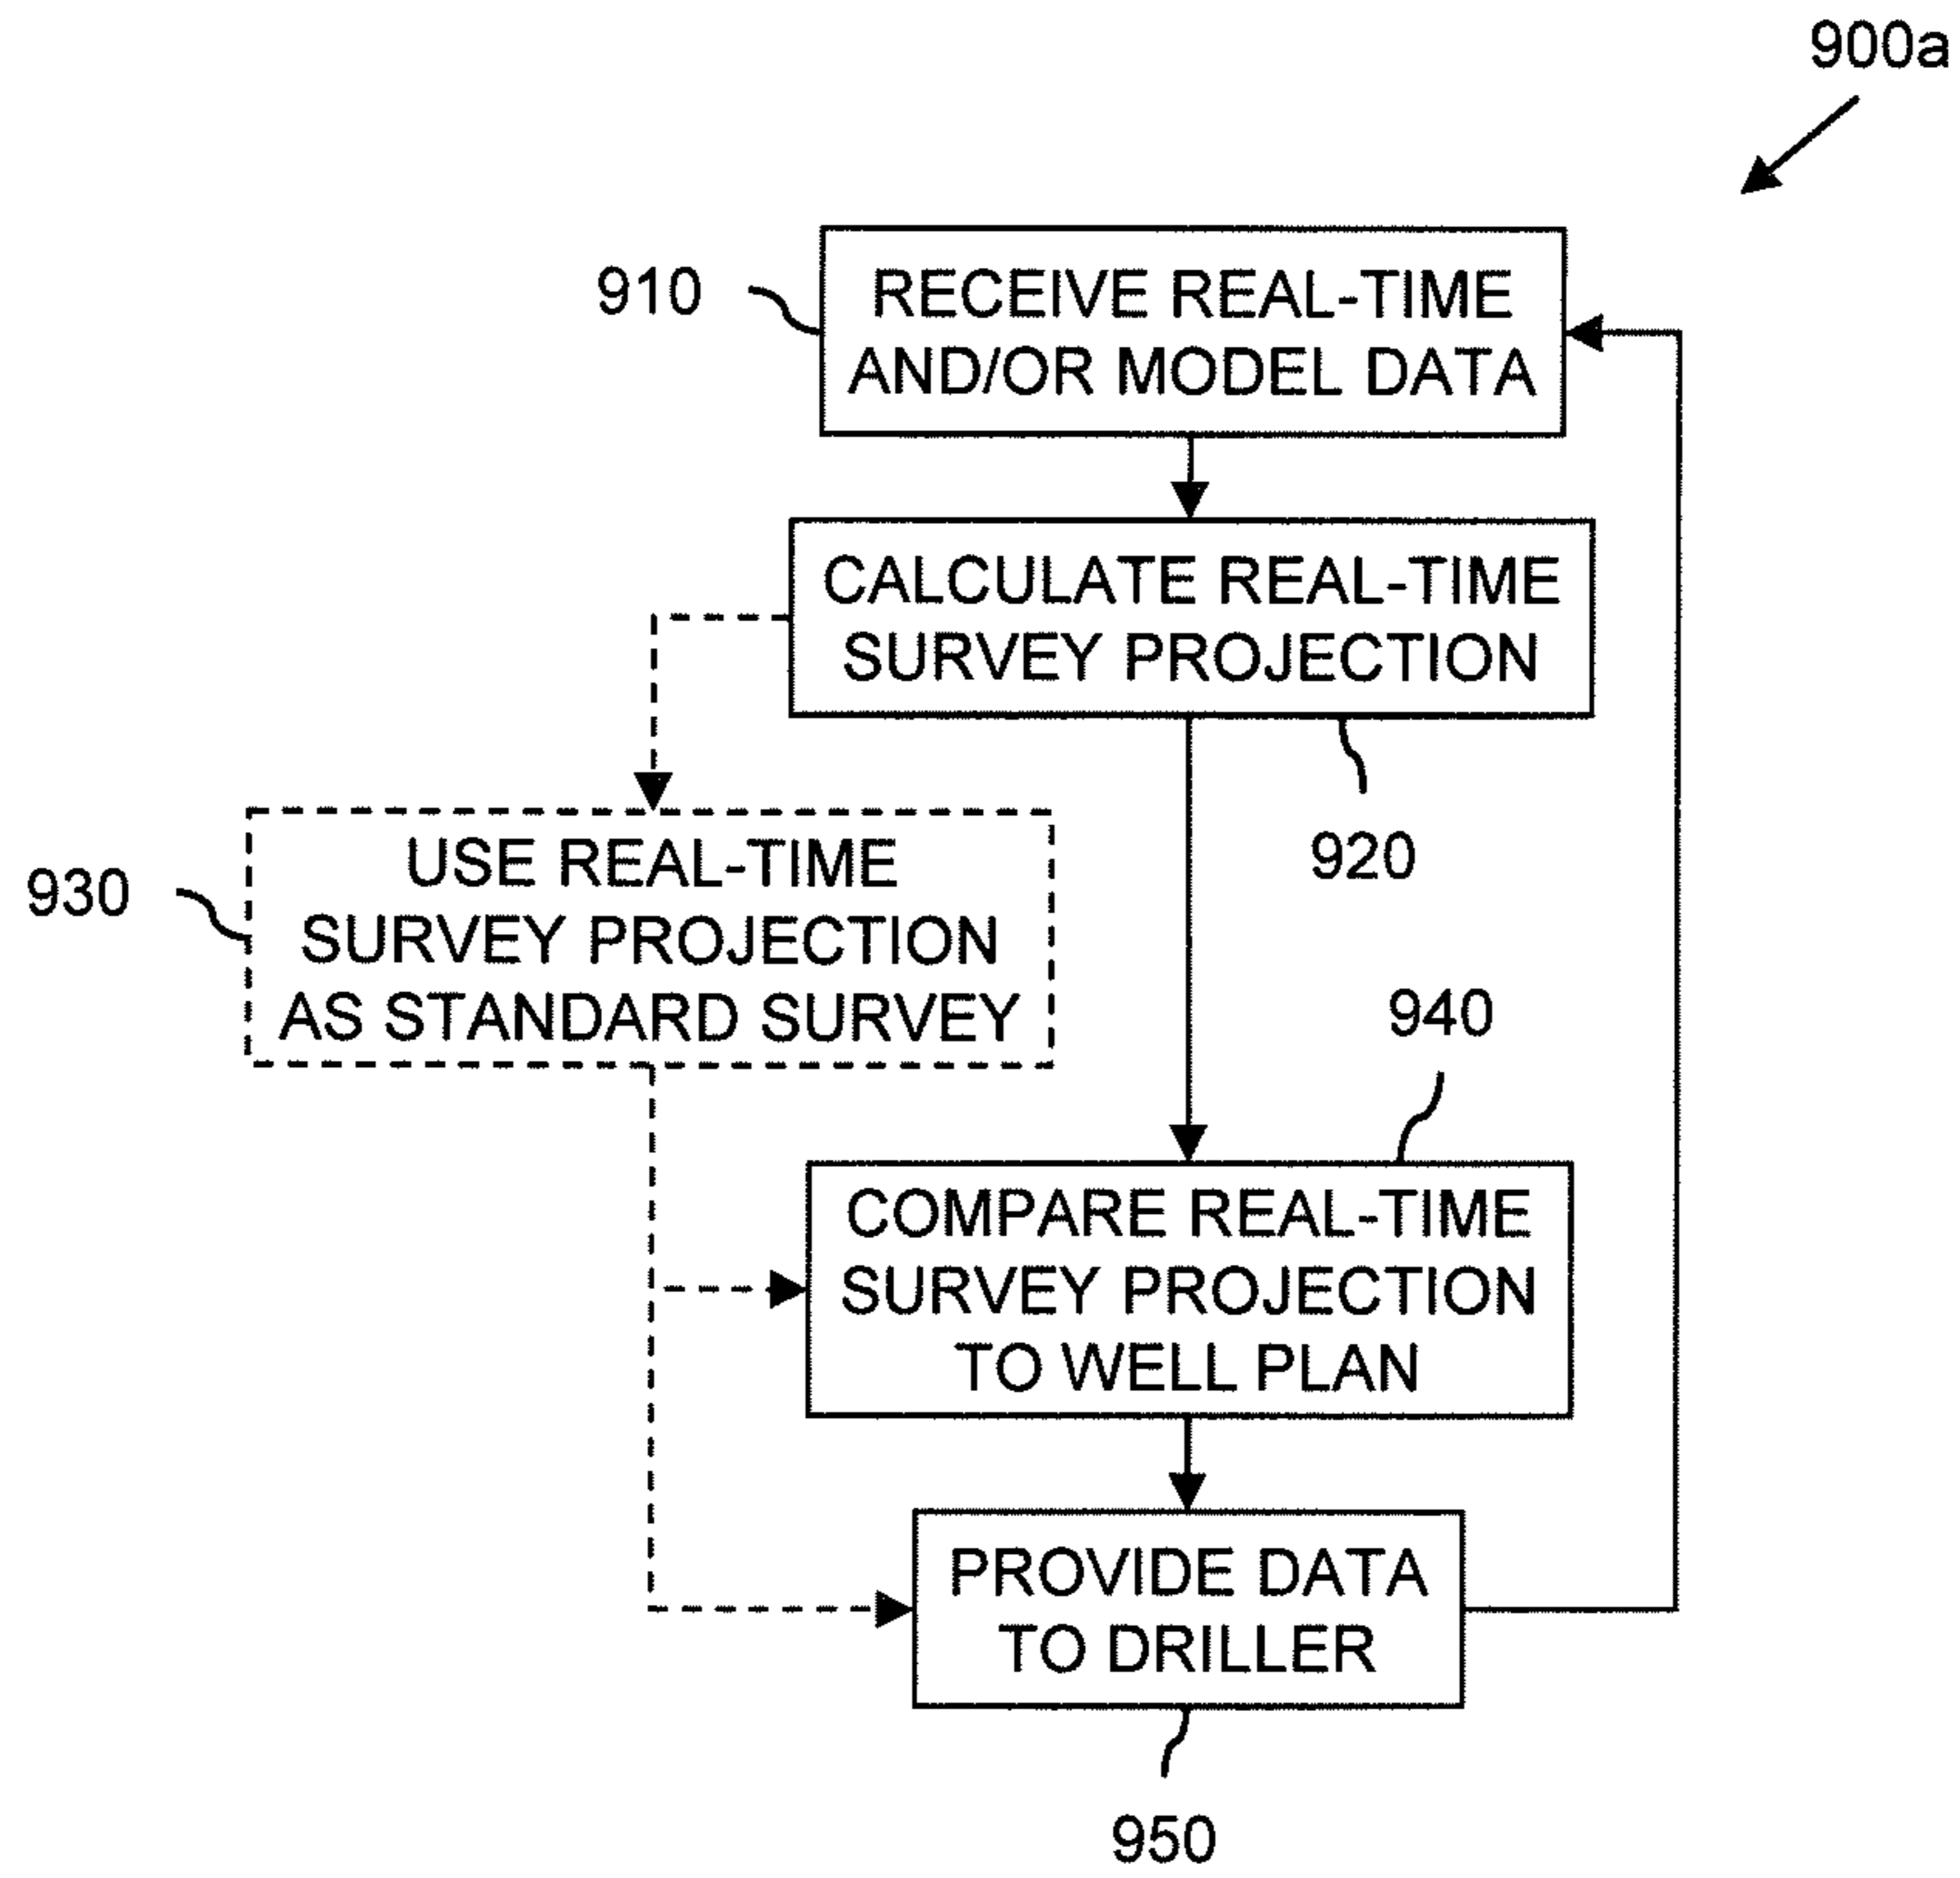 900a
910
RECEIVE REAL-TIME
AND/OR MODEL DATA
CALCULATE REAL-TIME
SURVEY PROJECTION
920
930
USE REAL-TIME
SURVEY PROJECTION
AS STANDARD SURVEY
940
COMPARE REAL-TIME
SURVEY PROJECTION
TO WELL PLAN
PROVIDE DATA
TO DRILLER
950